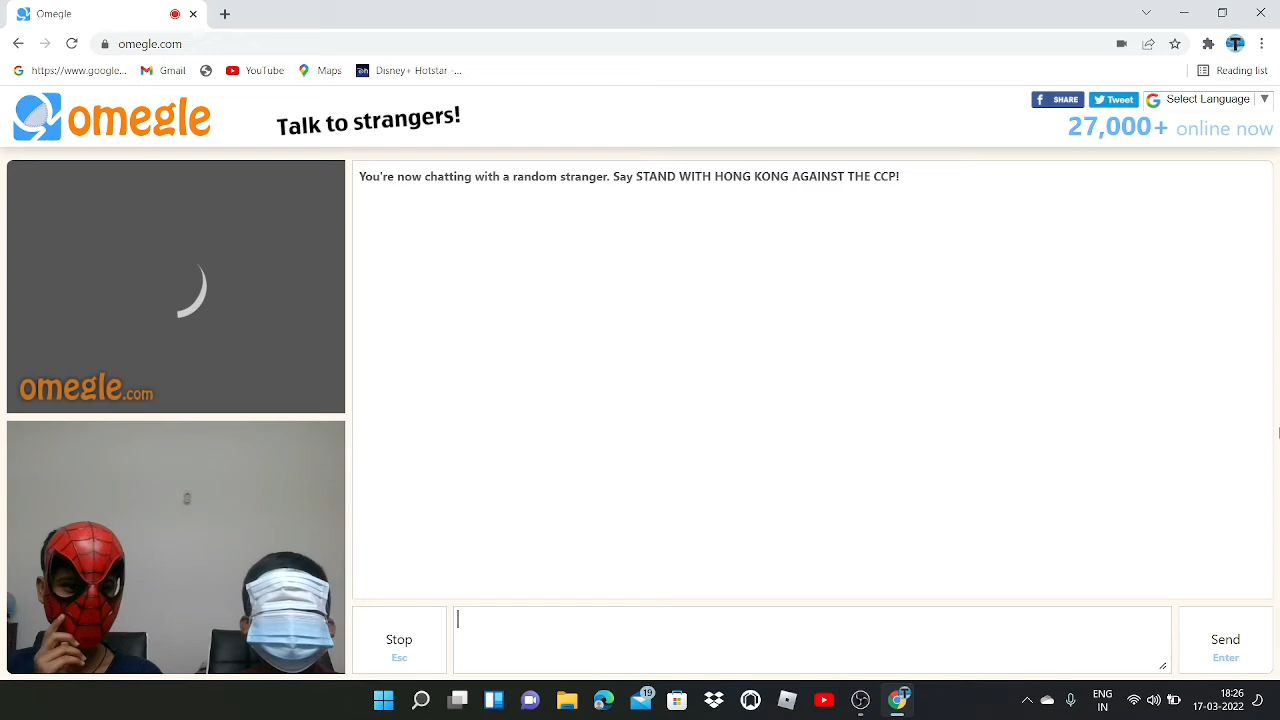 Omegle
omegle.com
https://www.google...
Gmail
YouTube
Maps
Disney+ Hotstar -...
Reading list
omegle
Talk to strangers!
SHARE
Tweet
Select Language
27,000+ online now
You're now chatting with a random stranger. Say STAND WITH HONG KONG AGAINST THE CCP!
omegle.com
Stop
Esc
Send
Enter
19
ENG
IN
18:26
17-03-2022